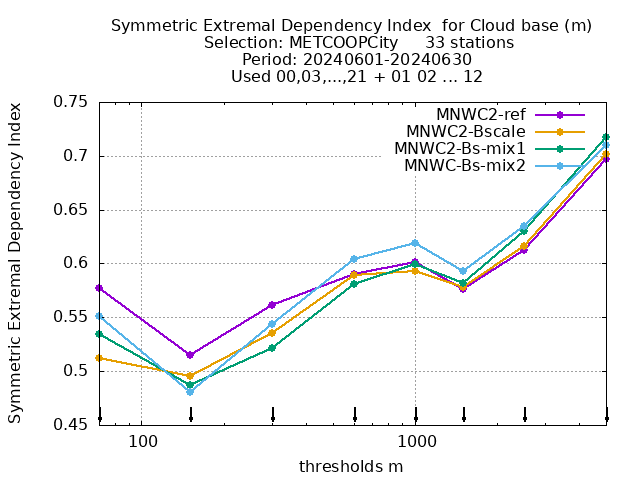 Symmetric Extremal Dependency Index  for Cloud base (m)
Selection: METCOOPCity     33 stations
Period: 20240601-20240630
Used 00,03,...,21 + 01 02 ... 12
Symmetric Extremal Dependency Index
0.75
0.7
0.65
0.6
0.55
0.5
0.45
MNWC2-ref
MNWC2-Bscale
MNWC2-Bs-mix1
MNWC-Bs-mix2
100
1000
thresholds m